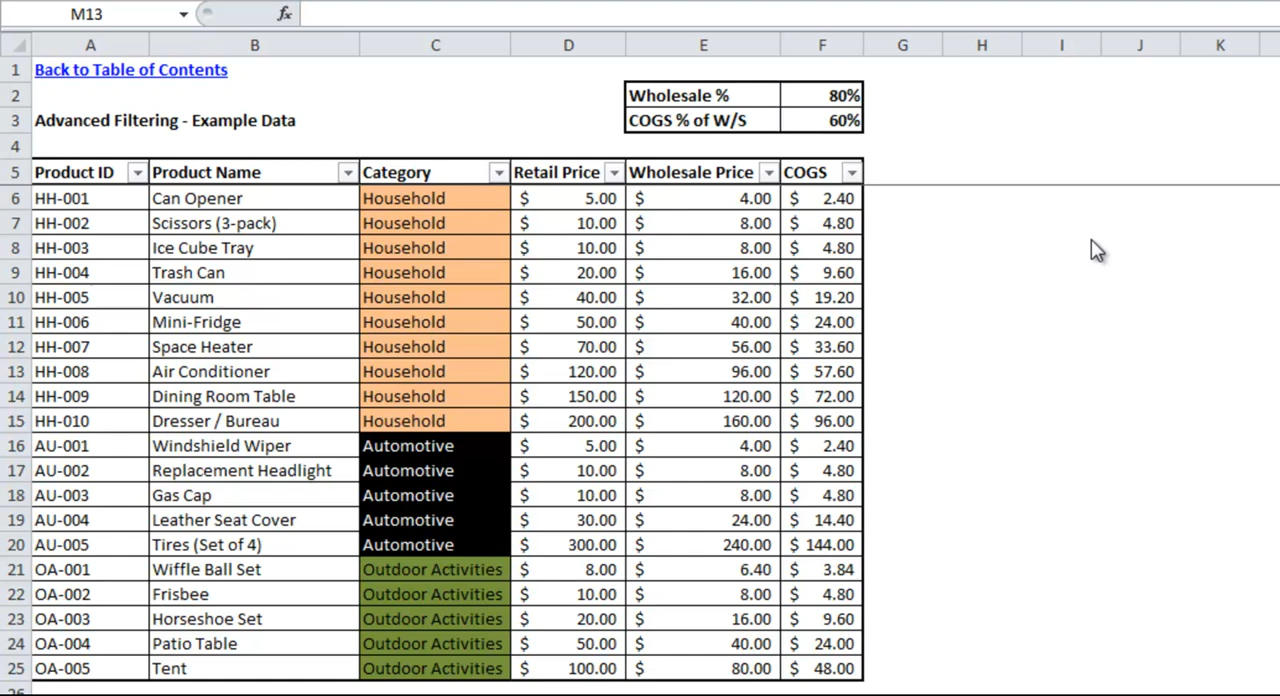 M13 fx
A B C D E F G H I J K
1 Back to Table of Contents
2 Wholesale % 80%
3 Advanced Filtering - Example Data COGS % of W/S 60%
4
5 Product ID Product Name Category Retail Price Wholesale Price COGS
6 HH-001 Can Opener Household $ 5.00 $ 4.00 $ 2.40
7 HH-002 Scissors (3-pack) Household $ 10.00 $ 8.00 $ 4.80
8 HH-003 Ice Cube Tray Household $ 10.00 $ 8.00 $ 4.80
9 HH-004 Trash Can Household $ 20.00 $ 16.00 $ 9.60
10 HH-005 Vacuum Household $ 40.00 $ 32.00 $ 19.20
11 HH-006 Mini-Fridge Household $ 50.00 $ 40.00 $ 24.00
12 HH-007 Space Heater Household $ 70.00 $ 56.00 $ 33.60
13 HH-008 Air Conditioner Household $ 120.00 $ 96.00 $ 57.60
14 HH-009 Dining Room Table Household $ 150.00 $ 120.00 $ 72.00
15 HH-010 Dresser / Bureau Household $ 200.00 $ 160.00 $ 96.00
16 AU-001 Windshield Wiper Automotive $ 5.00 $ 4.00 $ 2.40
17 AU-002 Replacement Headlight Automotive $ 10.00 $ 8.00 $ 4.80
18 AU-003 Gas Cap Automotive $ 10.00 $ 8.00 $ 4.80
19 AU-004 Leather Seat Cover Automotive $ 30.00 $ 24.00 $ 14.40
20 AU-005 Tires (Set of 4) Automotive $ 300.00 $ 240.00 $ 144.00
21 OA-001 Wiffle Ball Set Outdoor Activities $ 8.00 $ 6.40 $ 3.84
22 OA-002 Frisbee Outdoor Activities $ 10.00 $ 8.00 $ 4.80
23 OA-003 Horseshoe Set Outdoor Activities $ 20.00 $ 16.00 $ 9.60
24 OA-004 Patio Table Outdoor Activities $ 50.00 $ 40.00 $ 24.00
25 OA-005 Tent Outdoor Activities $ 100.00 $ 80.00 $ 48.00
26